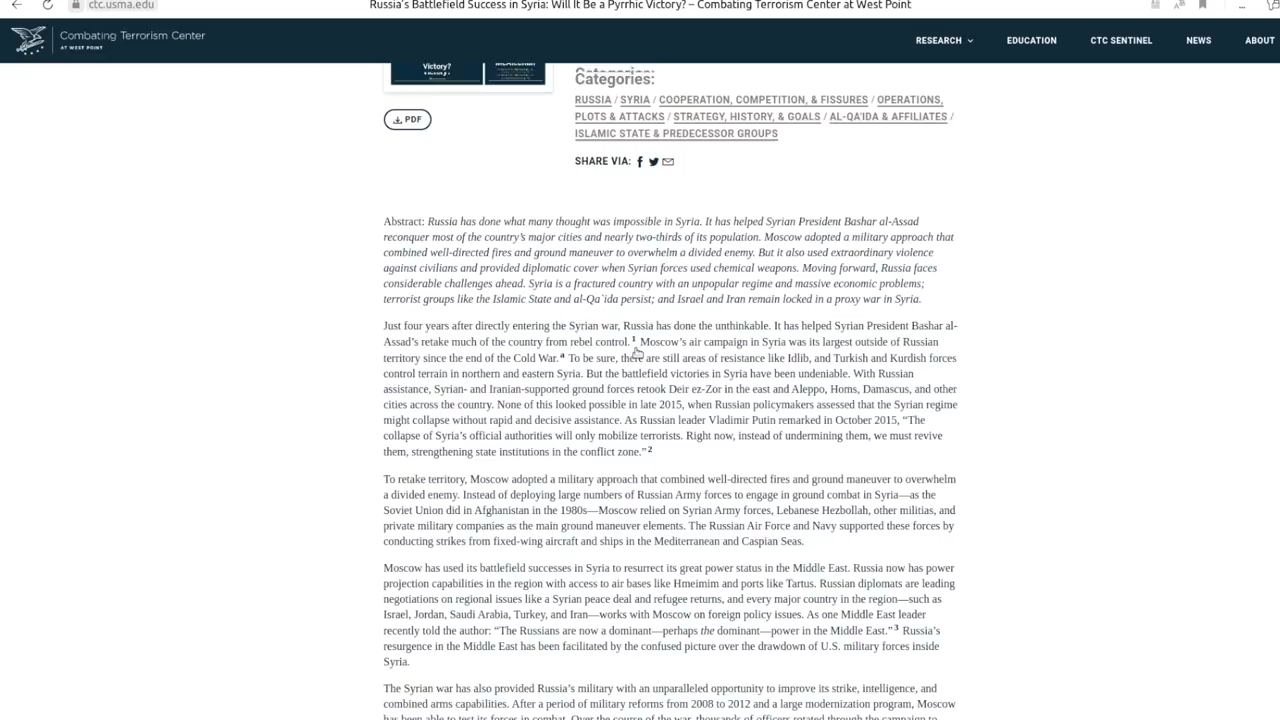 ctc.usma.edu
Russia's Battlefield Success in Syria: Will It Be a Pyrrhic Victory? – Combating Terrorism Center at West Point
Combating Terrorism Center
AT WEST POINT
RESEARCH
EDUCATION
CTC SENTINEL
NEWS
ABOUT
Victory?
Categories:
PDF
RUSSIA / SYRIA / COOPERATION, COMPETITION, & FISSURES / OPERATIONS,
PLOTS & ATTACKS / STRATEGY, HISTORY, & GOALS / AL-QA'IDA & AFFILIATES /
ISLAMIC STATE & PREDECESSOR GROUPS
SHARE VIA:
Abstract: Russia has done what many thought was impossible in Syria. It has helped Syrian President Bashar al-Assad
reconquer most of the country's major cities and nearly two-thirds of its population. Moscow adopted a military approach that
combined well-directed fires and ground maneuver to overwhelm a divided enemy. But it also used extraordinary violence
against civilians and provided diplomatic cover when Syrian forces used chemical weapons. Moving forward, Russia faces
considerable challenges ahead. Syria is a fractured country with an unpopular regime and massive economic problems;
terrorist groups like the Islamic State and al-Qa`ida persist; and Israel and Iran remain locked in a proxy war in Syria.
Just four years after directly entering the Syrian war, Russia has done the unthinkable. It has helped Syrian President Bashar al-
Assad's retake much of the country from rebel control.1 Moscow's air campaign in Syria was its largest outside of Russian
territory since the end of the Cold War.a To be sure, there are still areas of resistance like Idlib, and Turkish and Kurdish forces
control terrain in northern and eastern Syria. But the battlefield victories in Syria have been undeniable. With Russian
assistance, Syrian- and Iranian-supported ground forces retook Deir ez-Zor in the east and Aleppo, Homs, Damascus, and other
cities across the country. None of this looked possible in late 2015, when Russian policymakers assessed that the Syrian regime
might collapse without rapid and decisive assistance. As Russian leader Vladimir Putin remarked in October 2015, “The
collapse of Syria's official authorities will only mobilize terrorists. Right now, instead of undermining them, we must revive
them, strengthening state institutions in the conflict zone.”2
To retake territory, Moscow adopted a military approach that combined well-directed fires and ground maneuver to overwhelm
a divided enemy. Instead of deploying large numbers of Russian Army forces to engage in ground combat in Syria—as the
Soviet Union did in Afghanistan in the 1980s—Moscow relied on Syrian Army forces, Lebanese Hezbollah, other militias, and
private military companies as the main ground maneuver elements. The Russian Air Force and Navy supported these forces by
conducting strikes from fixed-wing aircraft and ships in the Mediterranean and Caspian Seas.
Moscow has used its battlefield successes in Syria to resurrect its great power status in the Middle East. Russia now has power
projection capabilities in the region with access to air bases like Hmeimim and ports like Tartus. Russian diplomats are leading
negotiations on regional issues like a Syrian peace deal and refugee returns, and every major country in the region—such as
Israel, Jordan, Saudi Arabia, Turkey, and Iran—works with Moscow on foreign policy issues. As one Middle East leader
recently told the author: “The Russians are now a dominant—perhaps the dominant—power in the Middle East.”3 Russia's
resurgence in the Middle East has been facilitated by the confused picture over the drawdown of U.S. military forces inside
Syria.
The Syrian war has also provided Russia's military with an unparalleled opportunity to improve its strike, intelligence, and
combined arms capabilities. After a period of military reforms from 2008 to 2012 and a large modernization program, Moscow
has been able to test its forces in combat. Over the course of the war, thousands of officers rotated through the campaign to